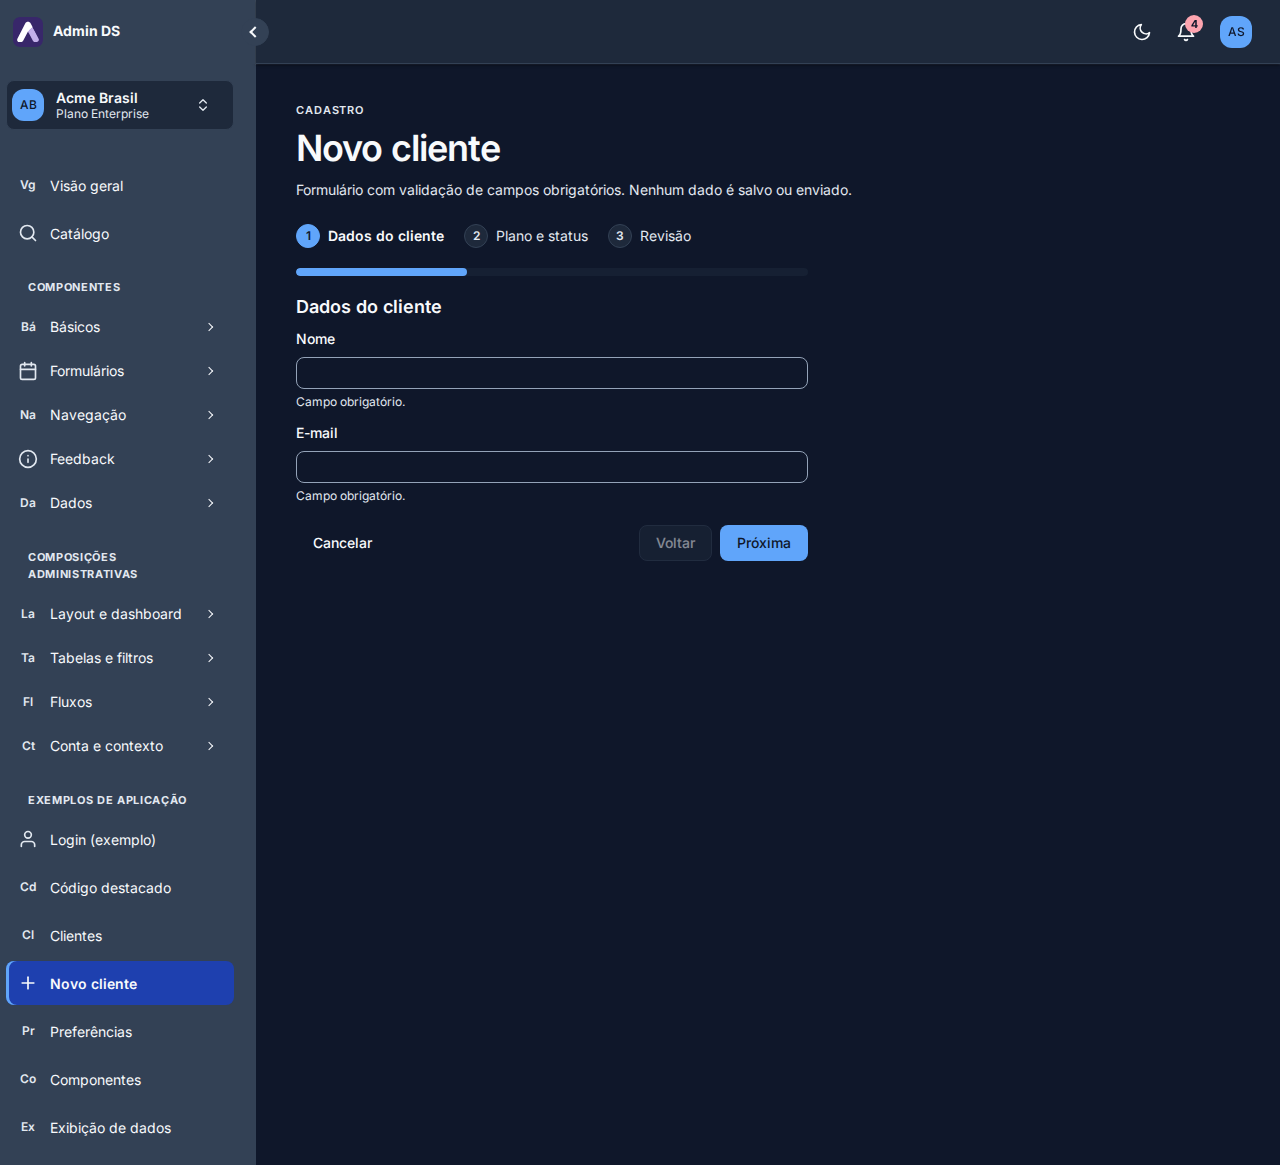 Admin DS
4
AS
AB
Acme Brasil
Plano Enterprise
Vg Visão geral
Catálogo
COMPONENTES
Bá Básicos
Formulários
Na Navegação
Feedback
Da Dados
COMPOSIÇÕES
ADMINISTRATIVAS
La Layout e dashboard
Ta Tabelas e filtros
Fl Fluxos
Ct Conta e contexto
EXEMPLOS DE APLICAÇÃO
Login (exemplo)
Cd Código destacado
Cl Clientes
Novo cliente
Pr Preferências
Co Componentes
Ex Exibição de dados
CADASTRO
Novo cliente
Formulário com validação de campos obrigatórios. Nenhum dado é salvo ou enviado.
1 Dados do cliente 2 Plano e status 3 Revisão
Dados do cliente
Nome
Campo obrigatório.
E-mail
Campo obrigatório.
Cancelar Voltar Próxima